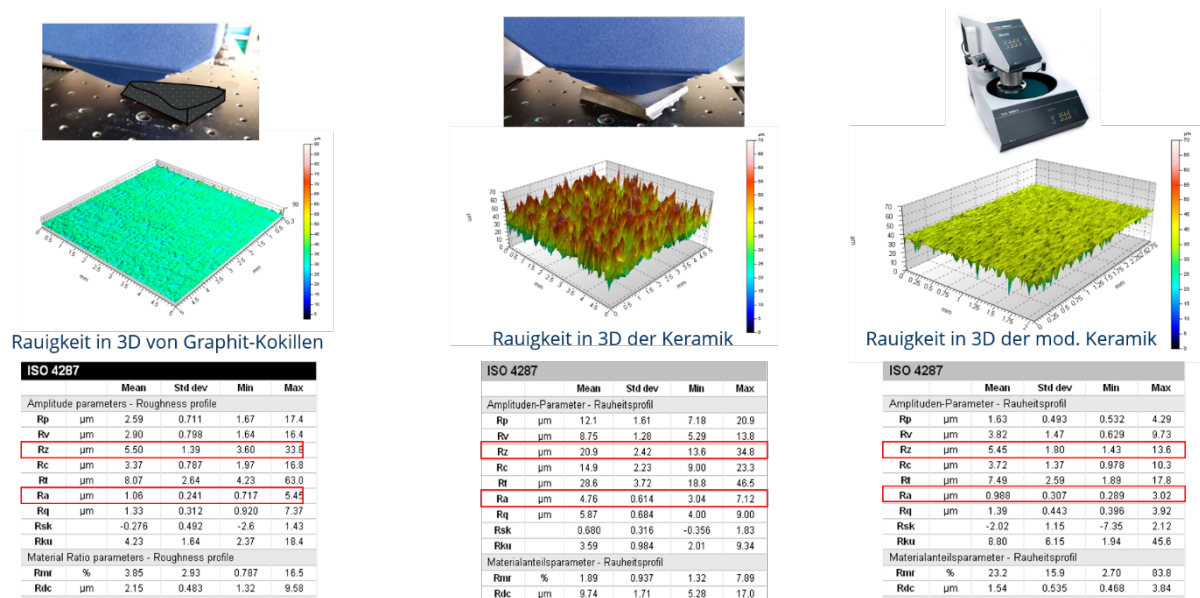 Rauigkeit in 3D von Graphit-Kokillen
ISO 4287
Mean Std dev Min Max
Amplitude parameters - Roughness profile
Rp µm 2.59 0.711 1.67 17.4
Rv µm 2.90 0.798 1.64 16.4
Rz µm 5.50 1.39 3.60 33.8
Rc µm 3.37 0.787 1.97 16.8
Rt µm 8.07 2.64 4.23 63.0
Ra µm 1.06 0.241 0.717 5.45
Rq µm 1.33 0.312 0.920 7.37
Rsk -0.276 0.492 -2.6 1.43
Rku 4.23 1.64 2.37 18.4
Material Ratio parameters - Roughness profile
Rmr % 3.85 2.93 0.787 16.5
Rdc µm 2.15 0.483 1.32 9.58
Rauigkeit in 3D der Keramik
ISO 4287
Mean Std dev Min Max
Amplituden-Parameter - Rauheitsprofil
Rp µm 12.1 1.61 7.18 20.9
Rv µm 8.75 1.28 5.29 13.8
Rz µm 20.9 2.42 13.6 34.8
Rc µm 14.9 2.23 9.00 23.3
Rt µm 28.6 3.72 18.8 46.5
Ra µm 4.76 0.614 3.04 7.12
Rq µm 5.87 0.684 4.00 9.00
Rsk 0.680 0.316 -0.356 1.83
Rku 3.59 0.984 2.01 9.34
Materialanteilsparameter - Rauheitsprofil
Rmr % 1.89 0.937 1.32 7.89
Rdc µm 9.74 1.71 5.28 17.0
Rauigkeit in 3D der mod. Keramik
ISO 4287
Mean Std dev Min Max
Amplituden-Parameter - Rauheitsprofil
Rp µm 1.63 0.493 0.532 4.29
Rv µm 3.82 1.47 0.629 9.73
Rz µm 5.45 1.80 1.43 13.6
Rc µm 3.72 1.37 0.978 10.3
Rt µm 7.49 2.59 1.89 17.8
Ra µm 0.988 0.307 0.289 3.02
Rq µm 1.39 0.443 0.396 3.92
Rsk -2.02 1.15 -7.35 2.12
Rku 8.80 6.15 1.94 45.6
Materialanteilsparameter - Rauheitsprofil
Rmr % 23.2 15.9 2.70 83.8
Rdc µm 1.54 0.535 0.468 3.84